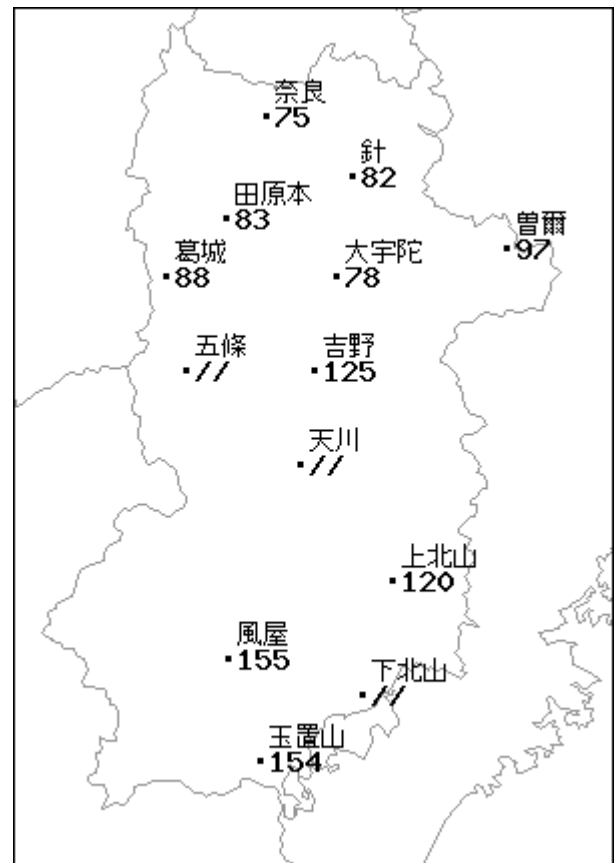 奈良
75
針
82
田原本
83
曽爾
97
葛城
88
大宇陀
78
五條
//
吉野
125
天川
//
上北山
120
風屋
155
下北山
//
玉置山
154